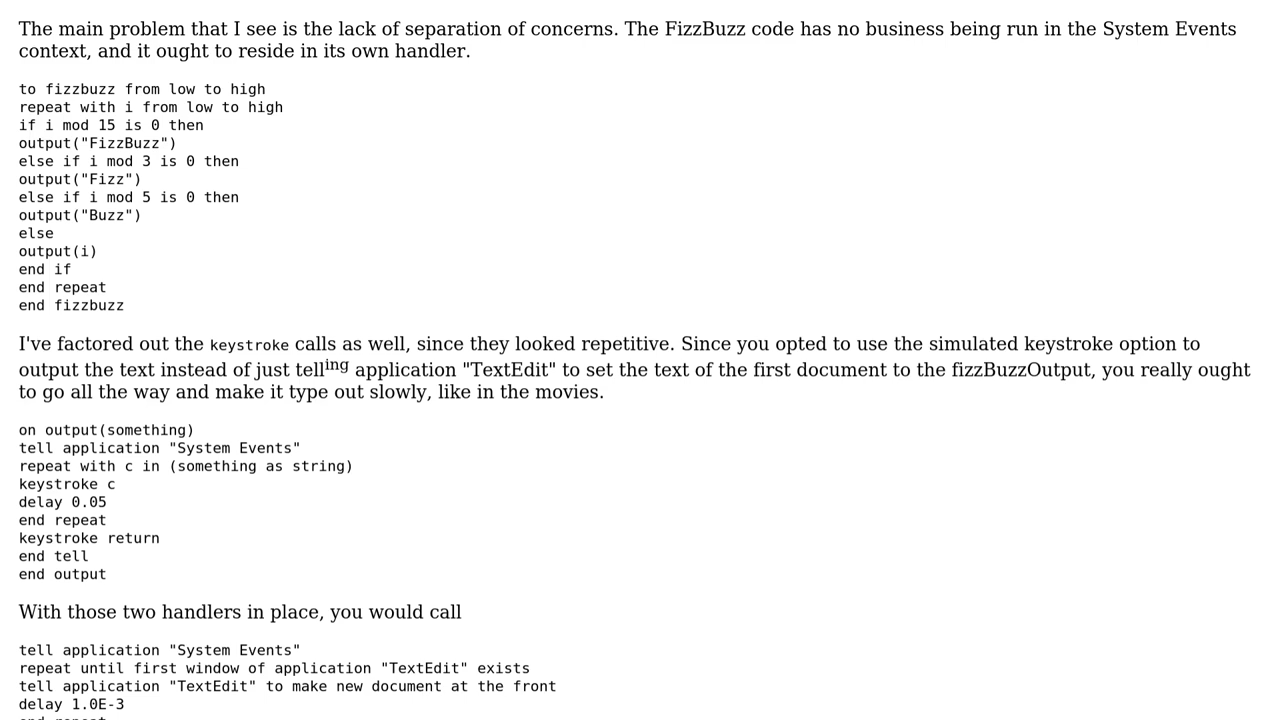 The main problem that I see is the lack of separation of concerns. The FizzBuzz code has no business being run in the System Events
context, and it ought to reside in its own handler.
to fizzbuzz from low to high
repeat with i from low to high
if i mod 15 is 0 then
output("FizzBuzz")
else if i mod 3 is 0 then
output("Fizz")
else if i mod 5 is 0 then
output("Buzz")
else
output(i)
end if
end repeat
end fizzbuzz
I've factored out the keystroke calls as well, since they looked repetitive. Since you opted to use the simulated keystroke option to
output the text instead of just telling application "TextEdit" to set the text of the first document to the fizzBuzzOutput, you really ought
to go all the way and make it type out slowly, like in the movies.
on output(something)
tell application "System Events"
repeat with c in (something as string)
keystroke c
delay 0.05
end repeat
keystroke return
end tell
end output
With those two handlers in place, you would call
tell application "System Events"
repeat until first window of application "TextEdit" exists
tell application "TextEdit" to make new document at the front
delay 1.0E-3
end repeat